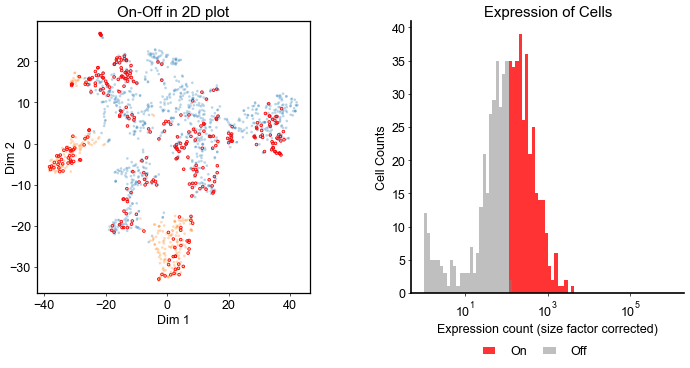 On-Off in 2D plot
Dim 2
20
10
0
−10
−20
−30
−40 −20 0 20 40
Dim 1
Expression of Cells
Cell Counts
40
35
30
25
20
15
10
5
0
10^1 10^3 10^5
Expression count (size factor corrected)
On Off